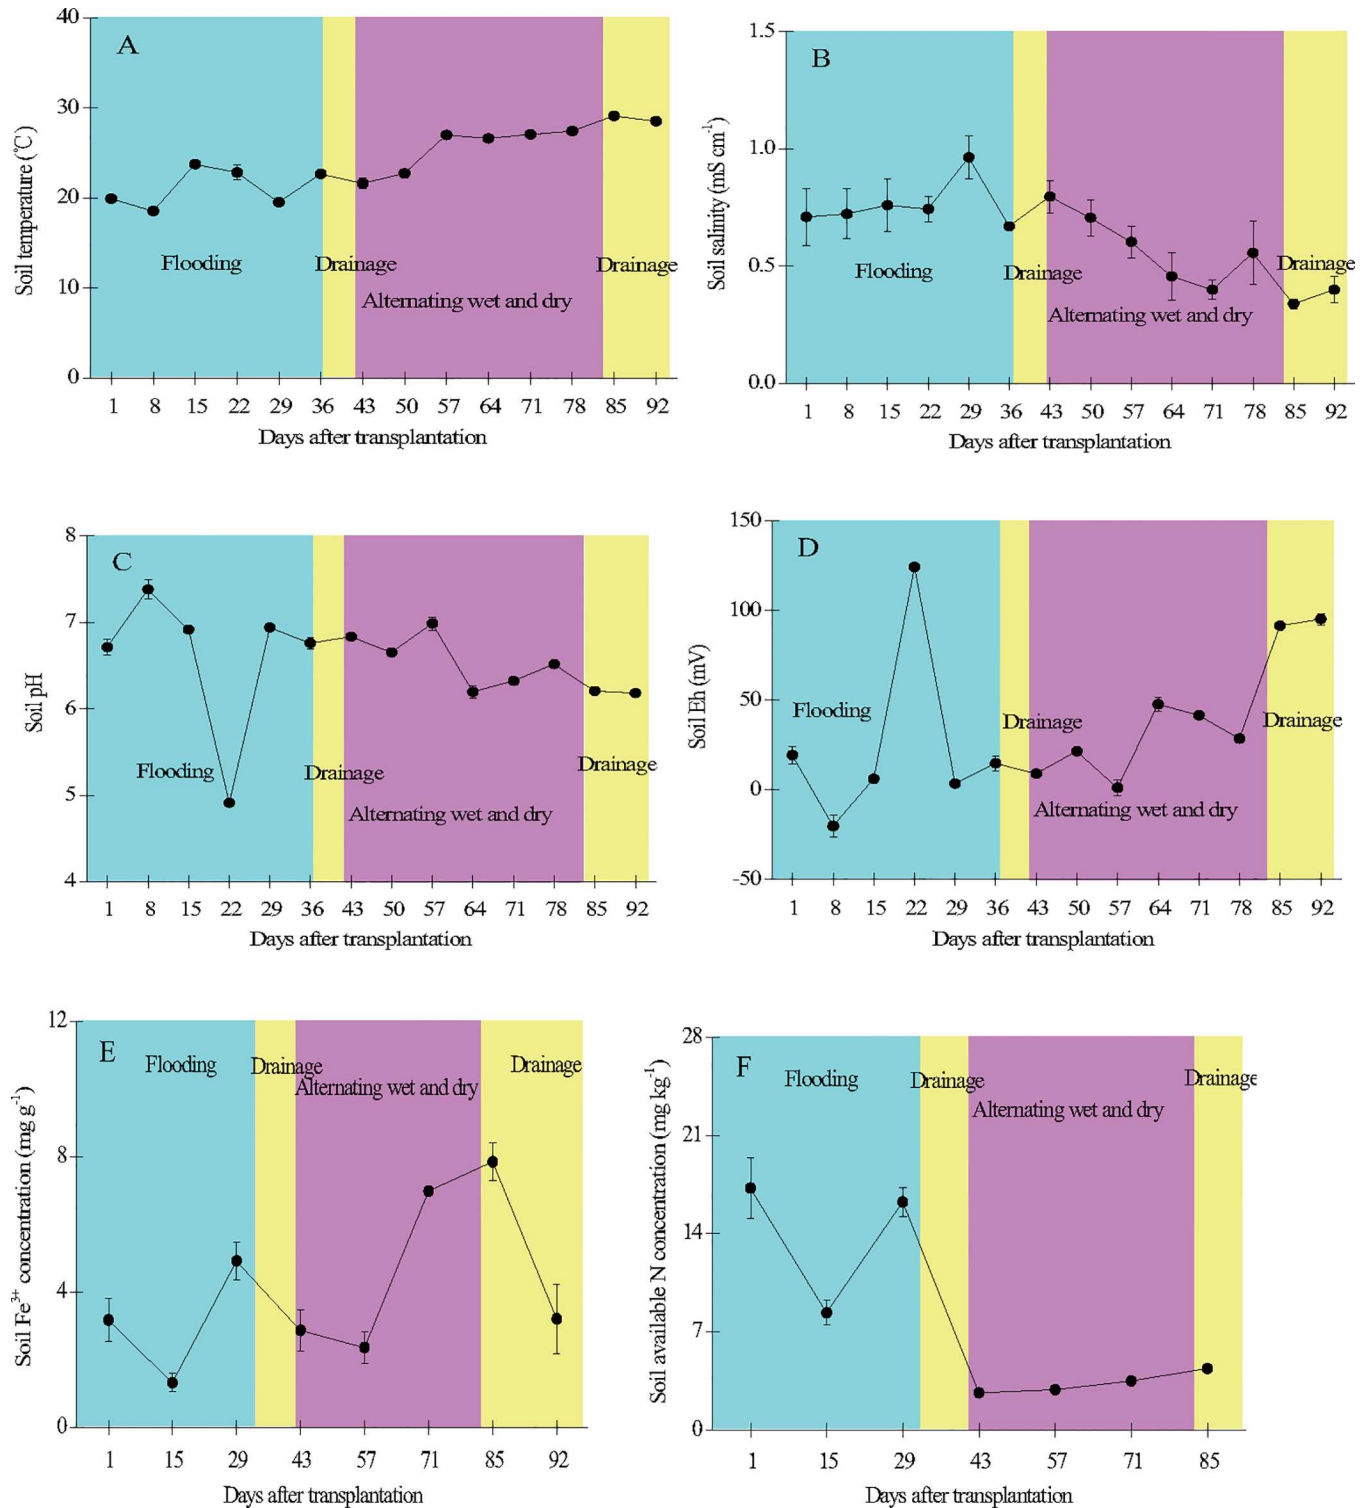 A
Soil temperature (℃)
40
30
20
10
0
Flooding
Drainage
Alternating wet and dry
Drainage
1 8 15 22 29 36 43 50 57 64 71 78 85 92
Days after transplantation
B
Soil salinity (mS cm⁻¹)
1.5
1.0
0.5
0.0
Flooding
Drainage
Alternating wet and dry
Drainage
1 8 15 22 29 36 43 50 57 64 71 78 85 92
Days after transplantation
C
Soil pH
8
7
6
5
4
Flooding
Drainage
Alternating wet and dry
Drainage
1 8 15 22 29 36 43 50 57 64 71 78 85 92
Days after transplantation
D
Soil Eh (mV)
150
100
50
0
-50
Flooding
Drainage
Alternating wet and dry
Drainage
1 8 15 22 29 36 43 50 57 64 71 78 85 92
Days after transplantation
E
Soil Fe³⁺ concentration (mg g⁻¹)
12
8
4
0
Flooding
Drainage
Alternating wet and dry
Drainage
1 15 29 43 57 71 85 92
Days after transplantation
F
Soil available N concentration (mg kg⁻¹)
28
21
14
7
0
Flooding
Drainage
Alternating wet and dry
Drainage
1 15 29 43 57 71 85
Days after transplantation